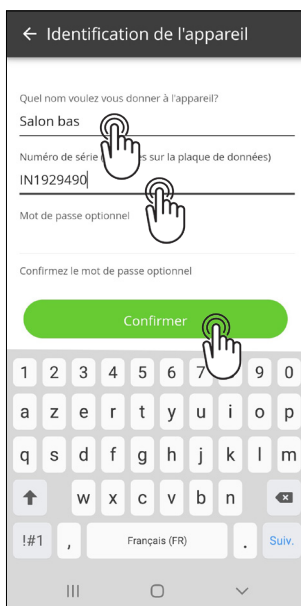 ← Identification de l'appareil
Quel nom voulez vous donner à l'appareil?
Salon bas
Numéro de série sur la plaque de données)
IN1929490
Mot de passe optionnel
Confirmez le mot de passe optionnel
Confirmer
1 2 3 4 5 6 7 9 0
a z e r t y u i o p
q s d f g h j k l m
w x c v b n
!#1 , Français (FR) . Suiv.